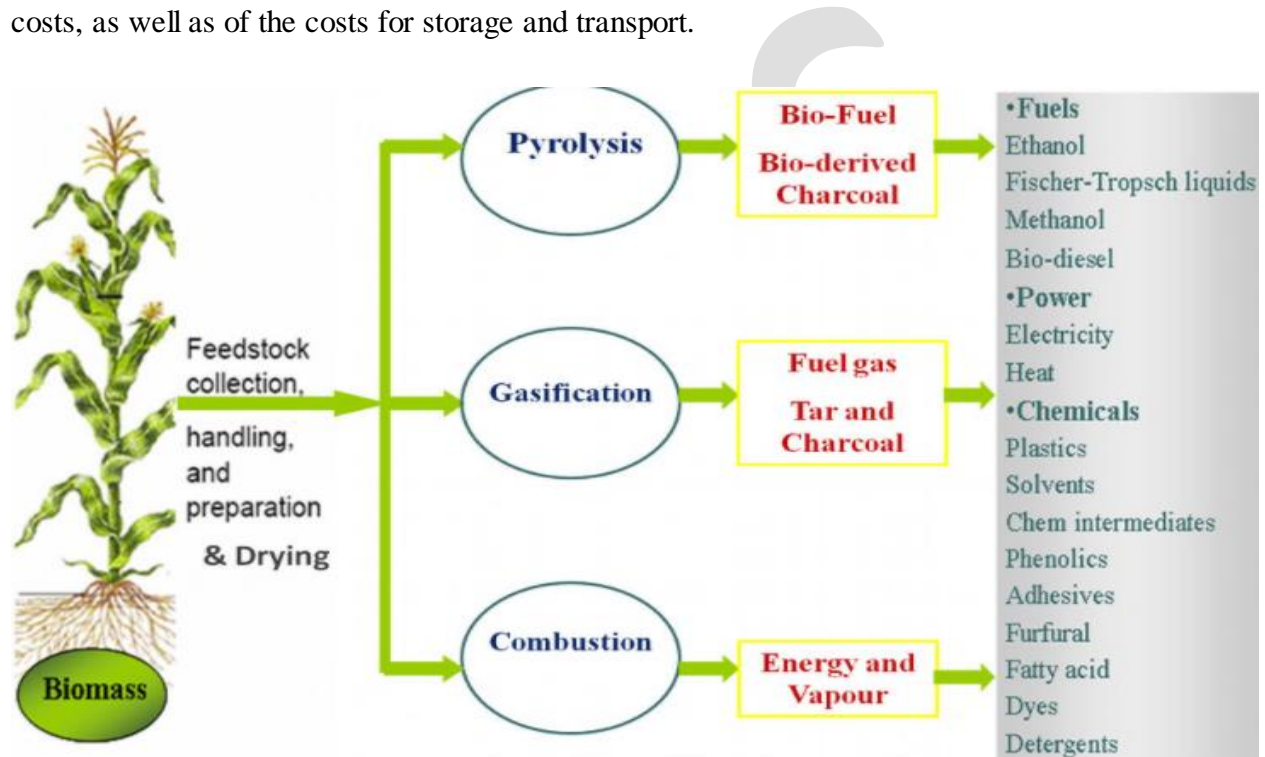 costs, as well as of the costs for storage and transport.
Biomass
Feedstock
collection,
handling,
and
preparation
& Drying
Pyrolysis
Gasification
Combustion
Bio-Fuel
Bio-derived
Charcoal
Fuel gas
Tar and
Charcoal
Energy and
Vapour
•Fuels
Ethanol
Fischer-Tropsch liquids
Methanol
Bio-diesel
•Power
Electricity
Heat
•Chemicals
Plastics
Solvents
Chem intermediates
Phenolics
Adhesives
Furfural
Fatty acid
Dyes
Detergents